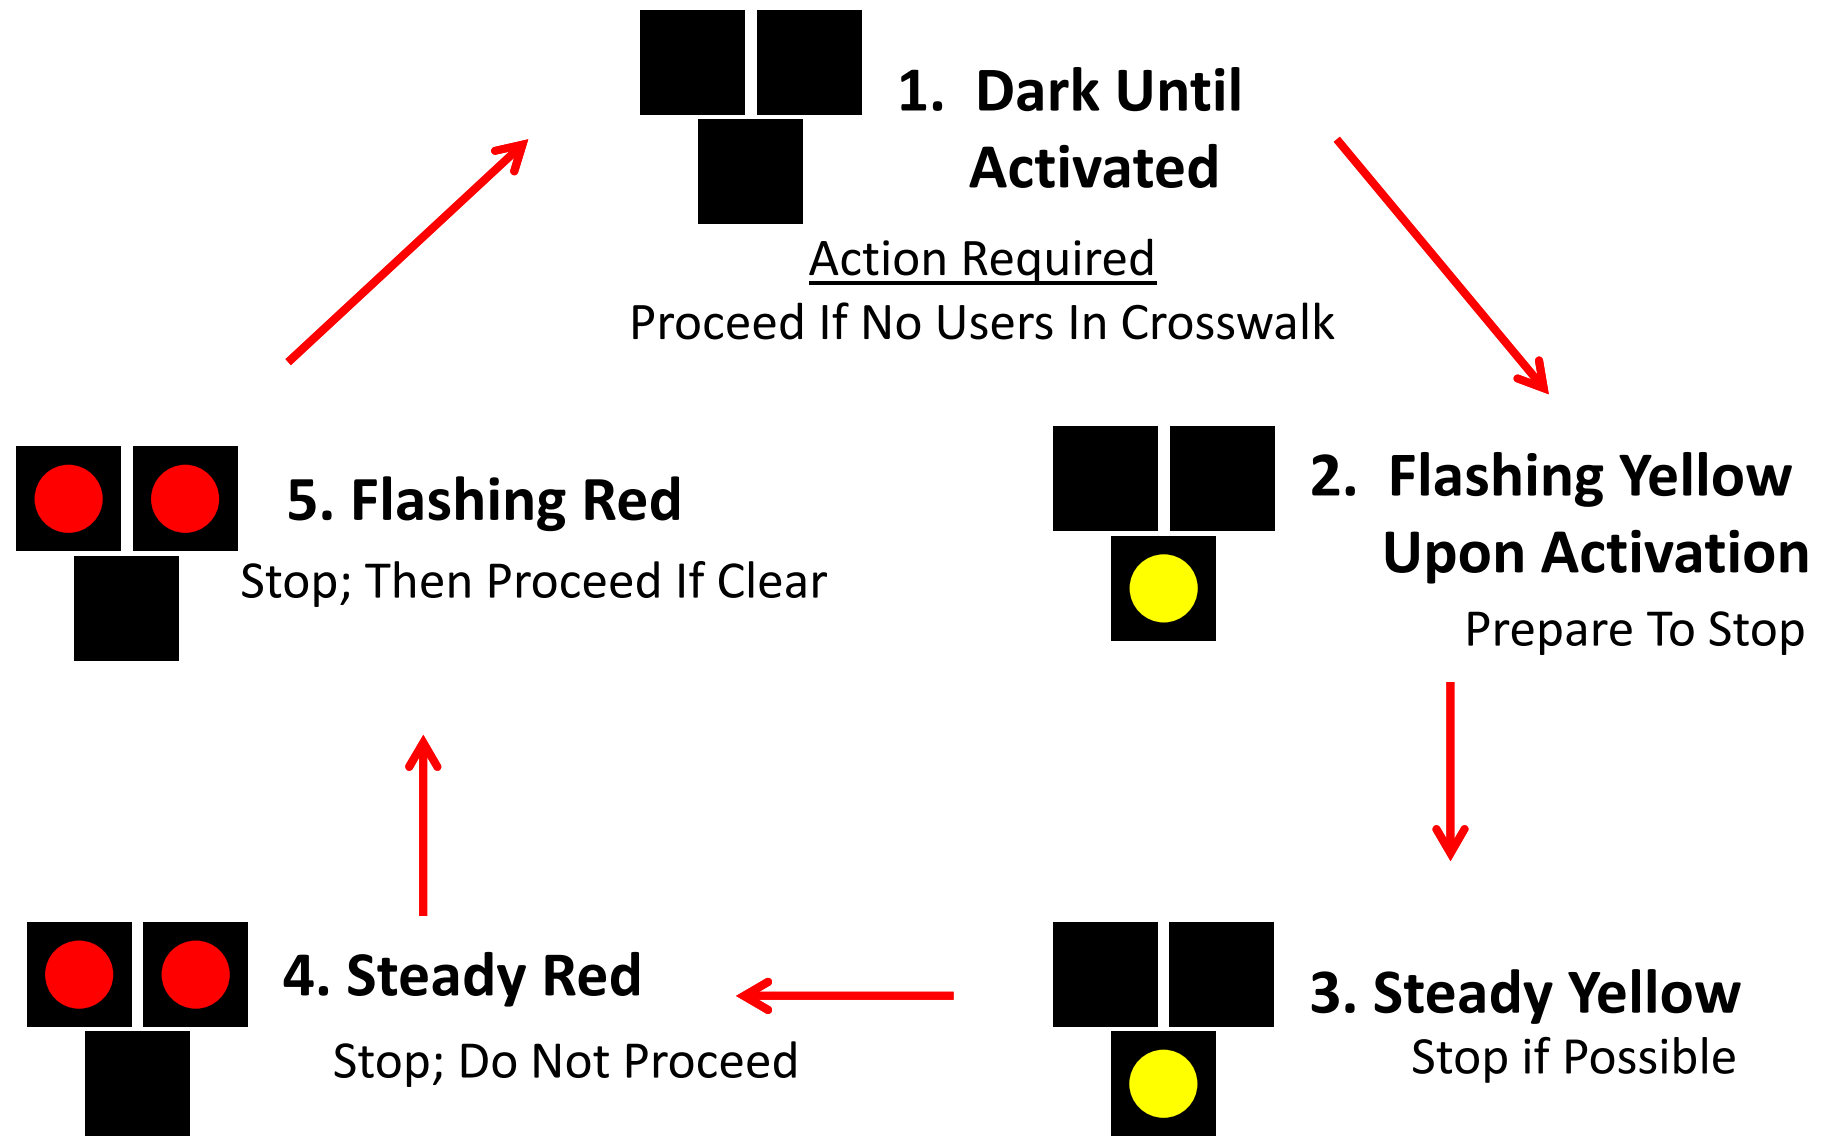 1. Dark Until
Activated
Action Required
Proceed If No Users In Crosswalk
2. Flashing Yellow
Upon Activation
Prepare To Stop
3. Steady Yellow
Stop if Possible
4. Steady Red
Stop; Do Not Proceed
5. Flashing Red
Stop; Then Proceed If Clear